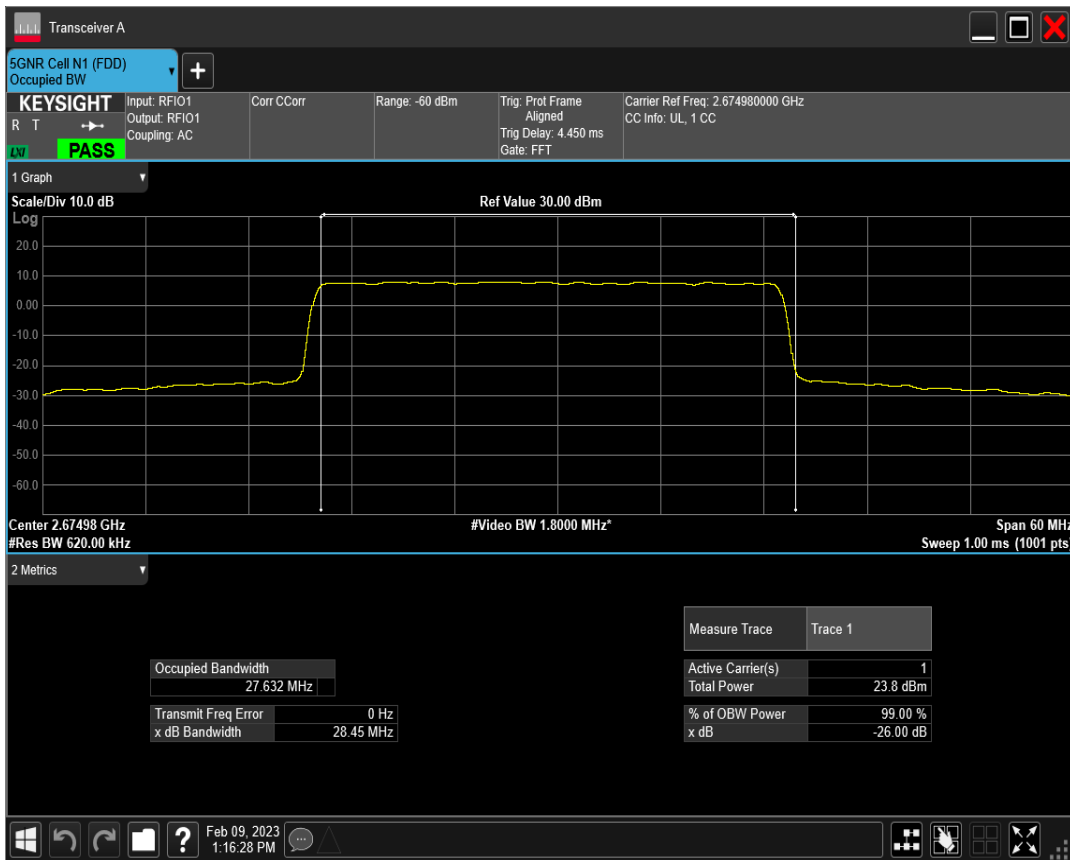 Transceiver A
5GNR Cell N1 (FDD)
Occupied BW
KEYSIGHT
R T
LXI
PASS
Input: RFIO1
Output: RFIO1
Coupling: AC
Corr CCorr
Range: -60 dBm
Trig: Prot Frame
Aligned
Trig Delay: 4.450 ms
Gate: FFT
Carrier Ref Freq: 2.674980000 GHz
CC Info: UL, 1 CC
1 Graph
Scale/Div 10.0 dB
Ref Value 30.00 dBm
Log
20.0
10.0
0.00
-10.0
-20.0
-30.0
-40.0
-50.0
-60.0
Center 2.67498 GHz
#Video BW 1.8000 MHz*
Span 60 MHz
#Res BW 620.00 kHz
Sweep 1.00 ms (1001 pts)
2 Metrics
Measure Trace Trace 1
Occupied Bandwidth
27.632 MHz
Active Carrier(s) 1
Total Power 23.8 dBm
Transmit Freq Error 0 Hz
x dB Bandwidth 28.45 MHz
% of OBW Power 99.00 %
x dB -26.00 dB
?
Feb 09, 2023
1:16:28 PM